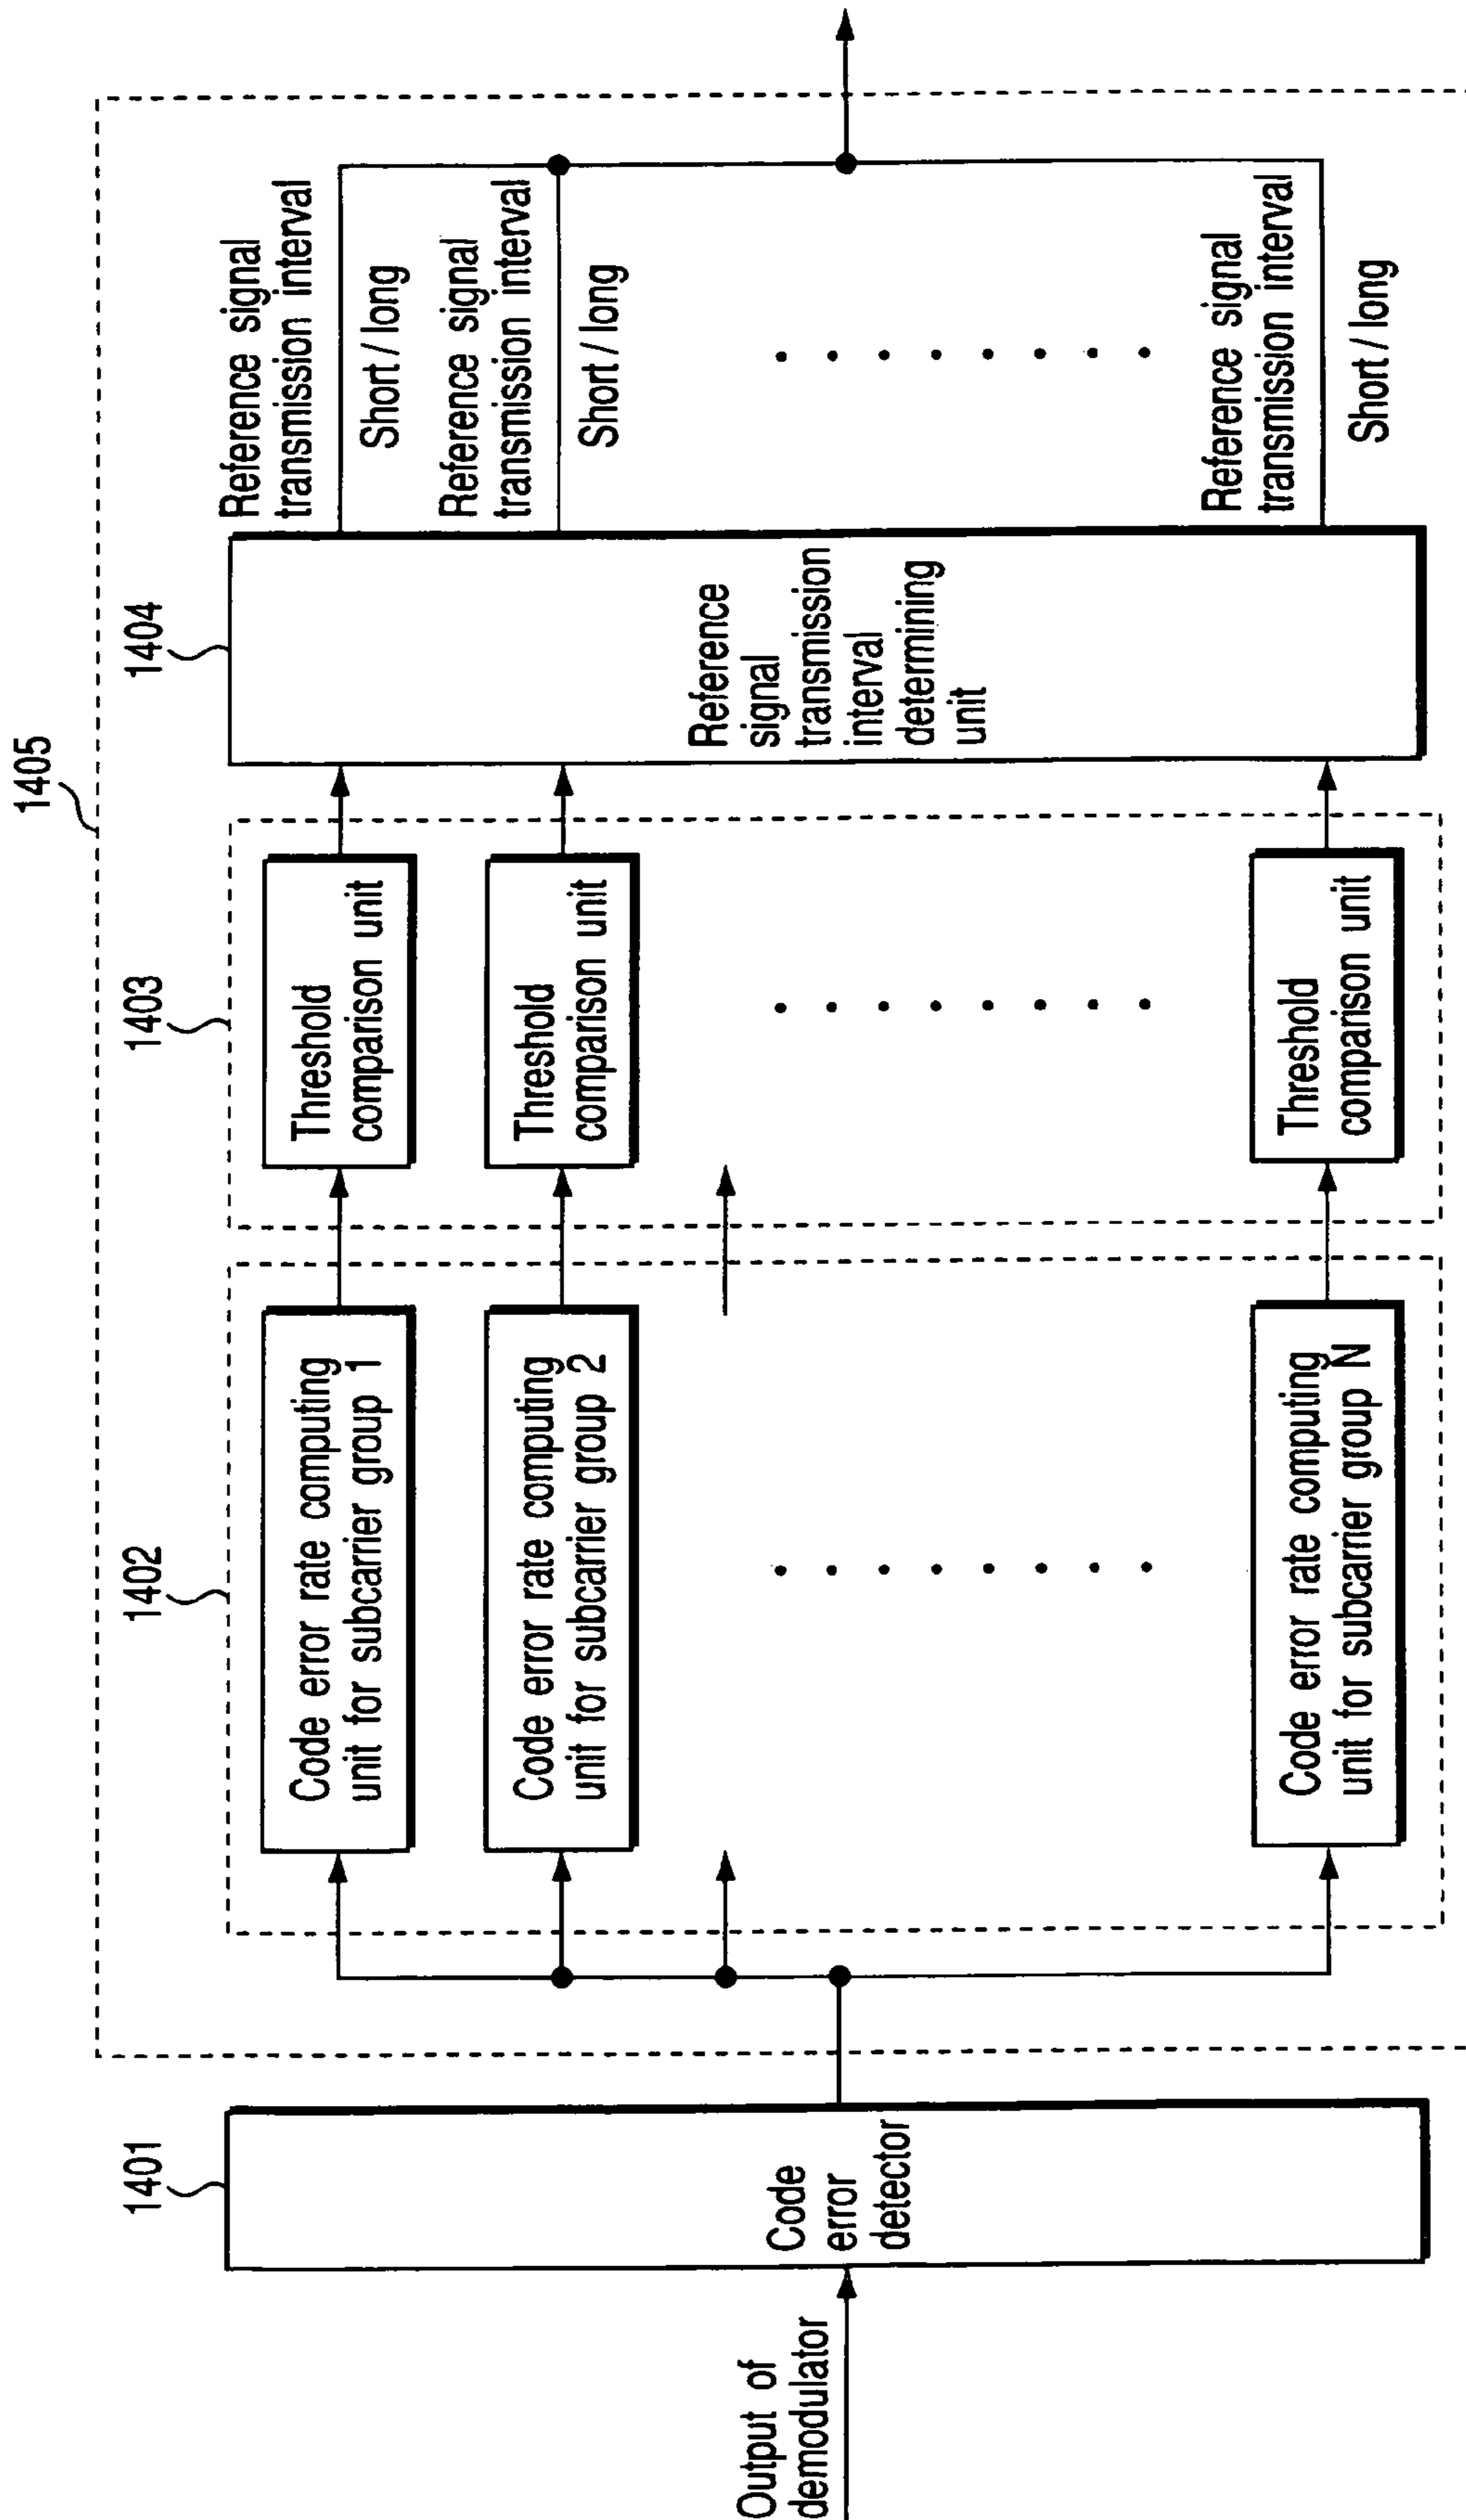 1405
1401
1402
1403
1404
Output of
demodulator
Code
error
detector
Code error rate computing
unit for subcarrier group 1
Code error rate computing
unit for subcarrier group 2
Code error rate computing
unit for subcarrier group N
Threshold
comparison unit
Threshold
comparison unit
Threshold
comparison unit
Reference
signal
transmission
interval
determining
unit
Reference signal
transmission interval
Short / long
Reference signal
transmission interval
Short / long
Reference signal
transmission interval
Short / long